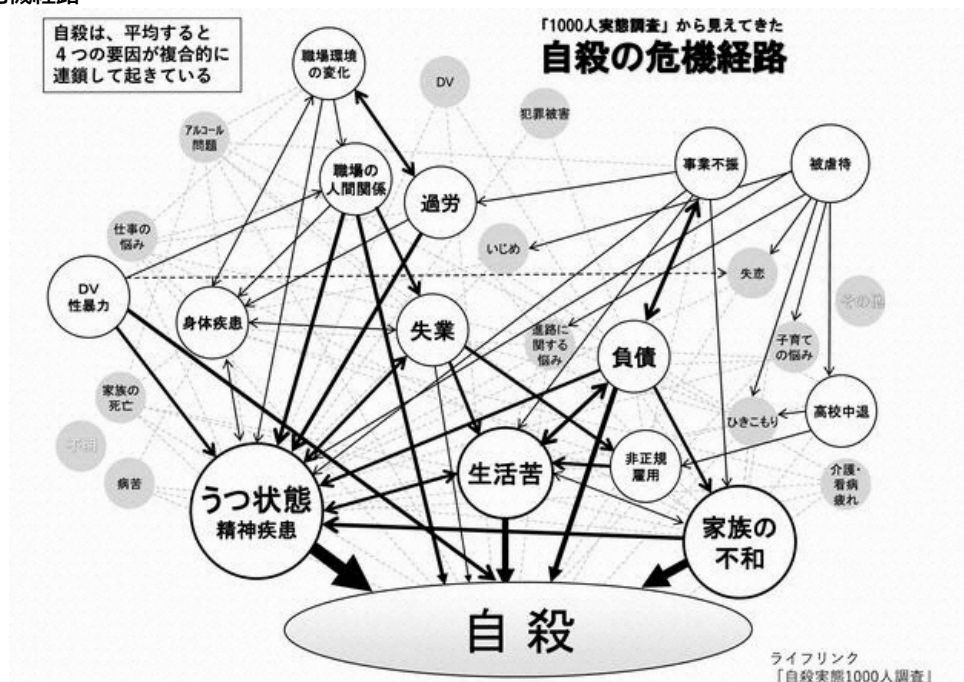 自殺は、平均すると
４つの要因が複合的に
連鎖して起きている
「1000人実態調査」から見えてきた
自殺の危機経路
職場環境
の変化
DV
犯罪被害
アルコール
問題
職場の
人間関係
過労
事業不振
被虐待
仕事の
悩み
いじめ
失恋
DV
性暴力
身体疾患
失業
進路に
関する
悩み
負債
子育て
の悩み
その他
家族の
死亡
不明
病苦
ひきこもり
高校中退
うつ状態
精神疾患
生活苦
非正規
雇用
介護・
看病
疲れ
家族の
不和
自殺
ライフリンク
「自殺実態1000人調査」